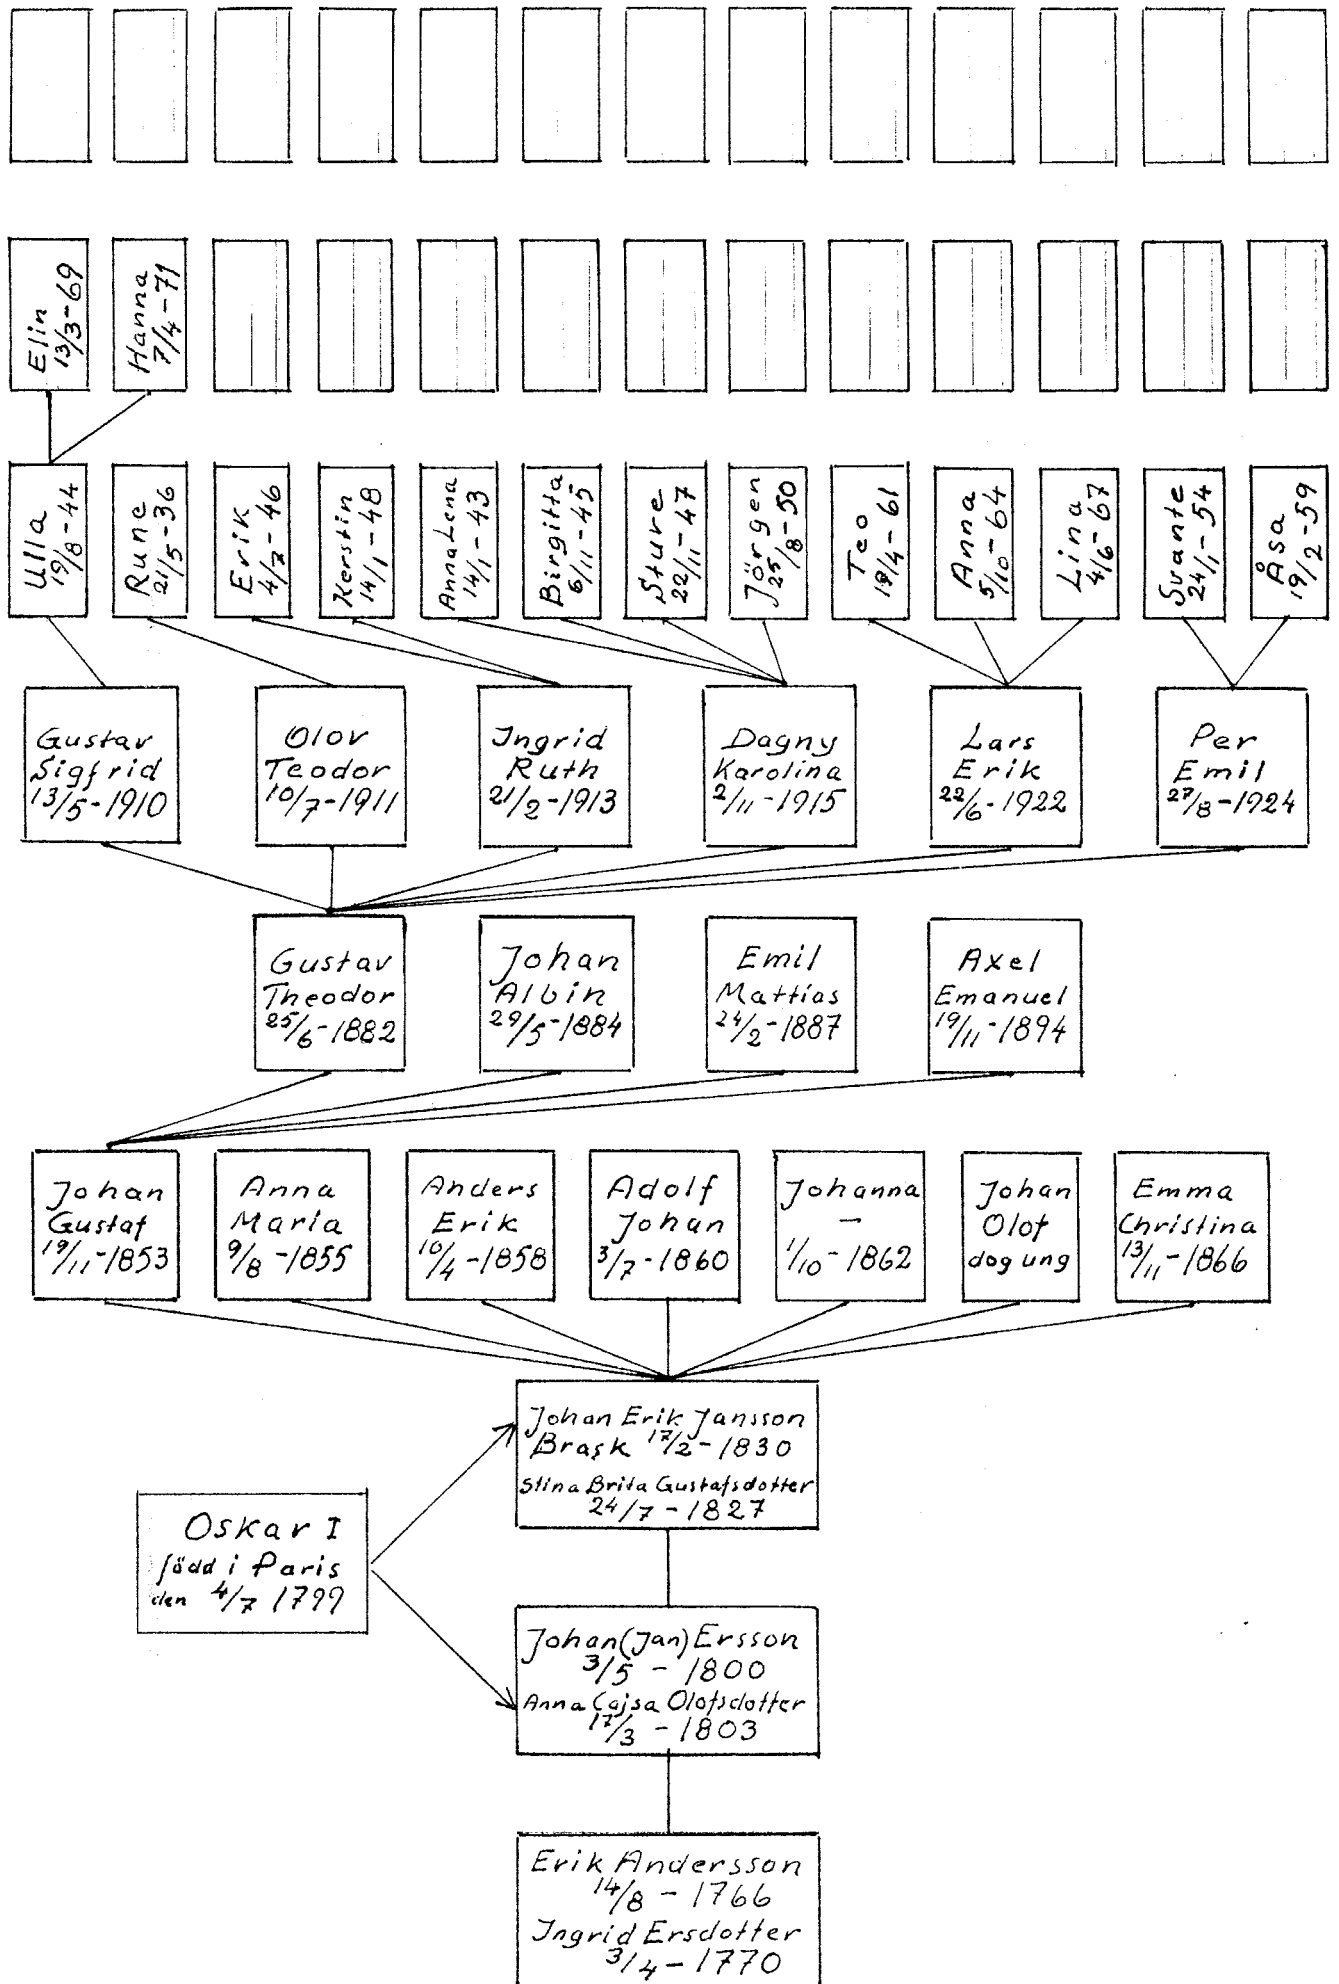 Elin
13/3-69
Hanna
7/4-71
Ulla
19/8-44
Rune
21/5-36
Erik
4/7-46
Kerstin
14/1-48
AnnaLena
14/1-43
Birgitta
6/11-45
Sture
22/11-47
Jörgen
25/8-50
Teo
19/4-61
Anna
5/10-64
Lina
4/6-67
Svante
24/1-54
Åsa
19/2-59
Gustav
Sigfrid
13/5-1910
Olov
Teodor
10/7-1911
Ingrid
Ruth
21/2-1913
Dagny
Karolina
2/11-1915
Lars
Erik
22/6-1922
Per
Emil
27/8-1924
Gustav
Theodor
25/6-1882
Johan
Albin
29/5-1884
Emil
Mattias
24/2-1887
Axel
Emanuel
19/11-1894
Johan
Gustaf
19/11-1853
Anna
Maria
9/8-1855
Anders
Erik
10/4-1858
Adolf
Johan
3/7-1860
Johanna
—
1/10-1862
Johan
Olof
dog ung
Emma
Christina
13/11-1866
Johan Erik Jansson
Brask 17/2-1830
Stina Brita Gustafsdotter
24/7-1827
Oskar I
född i Paris
den 4/7 1799
Johan (Jan) Ersson
3/5 - 1800
Anna Cajsa Olofsdotter
17/3 - 1803
Erik Andersson
14/8 - 1766
Ingrid Ersdotter
3/4 - 1770